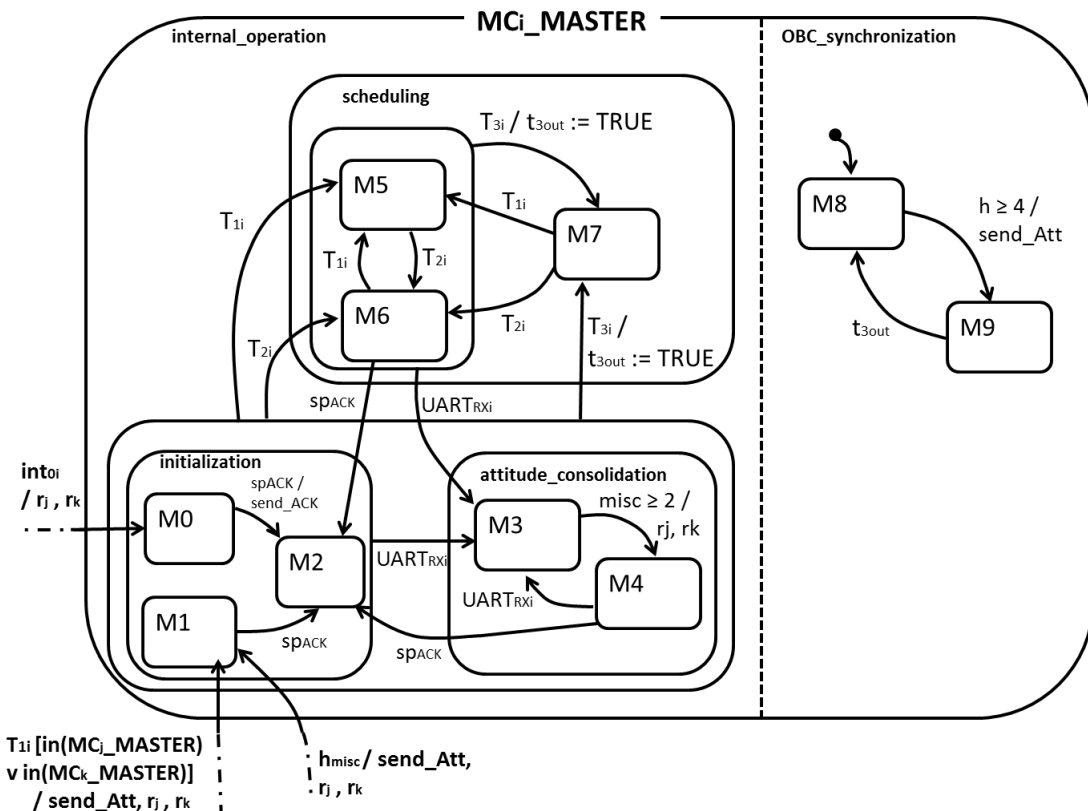 MCi_MASTER
internal_operation
OBC_synchronization
scheduling
T3i / t3out := TRUE
M5
T1i
M7
T1i
T1i
T2i
M6
T2i
T2i
T3i /
t3out := TRUE
M8
h ≥ 4 /
send_Att
t3out
M9
spACK
UARTRXi
int0i
/ rj , rk
initialization
spACK /
send_ACK
M0
M2
M1
spACK
UARTRXi
attitude_consolidation
misc ≥ 2 /
rj, rk
M3
M4
UARTRXi
spACK
T1i [in(MCj_MASTER)
v in(MCk_MASTER)]
/ send_Att, rj , rk
hmisc / send_Att,
rj , rk